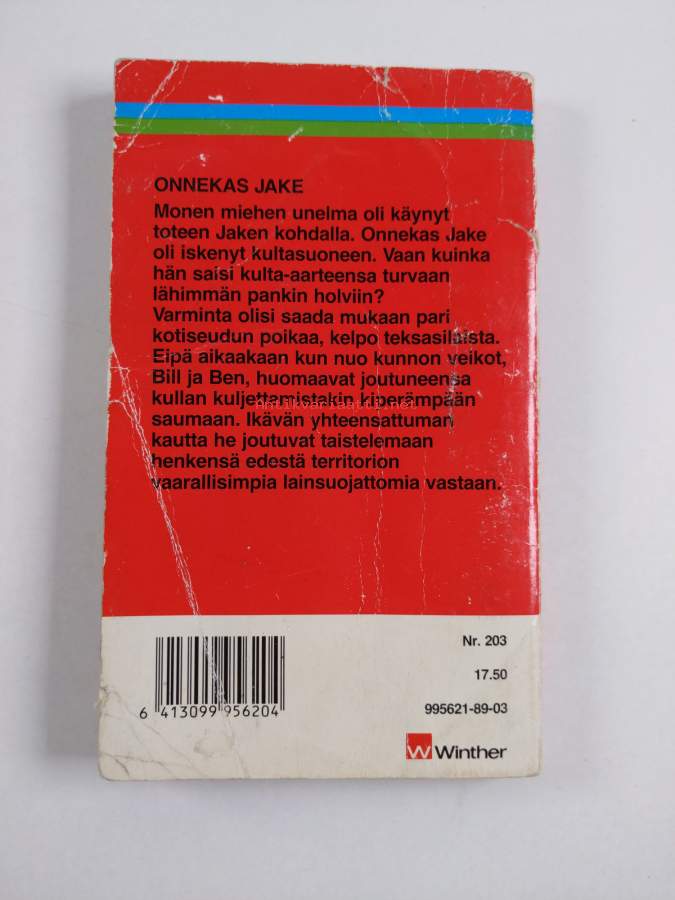 ONNEKAS JAKE
Monen miehen unelma oli käynyt
toteen Jaken kohdalla. Onnekas Jake
oli iskenyt kultasuoneen. Vaan kuinka
hän saisi kulta-aarteensa turvaan
lähimmän pankin holviin?
Varminta olisi saada mukaan pari
kotiseudun poikaa, kelpo teksasilaista.
Eipä aikaakaan kun nuo kunnon veikot,
Bill ja Ben, huomaavat joutuneensa
kullan kuljettamistakin kiperämpään
Antikvariaatti.net
saumaan. Ikävän yhteensattuman
kautta he joutuvat taistelemaan
henkensä edestä territorion
vaarallisimpia lainsuojattomia vastaan.
Nr. 203
17.50
995621-89-03
6 413099 956204
W Winther